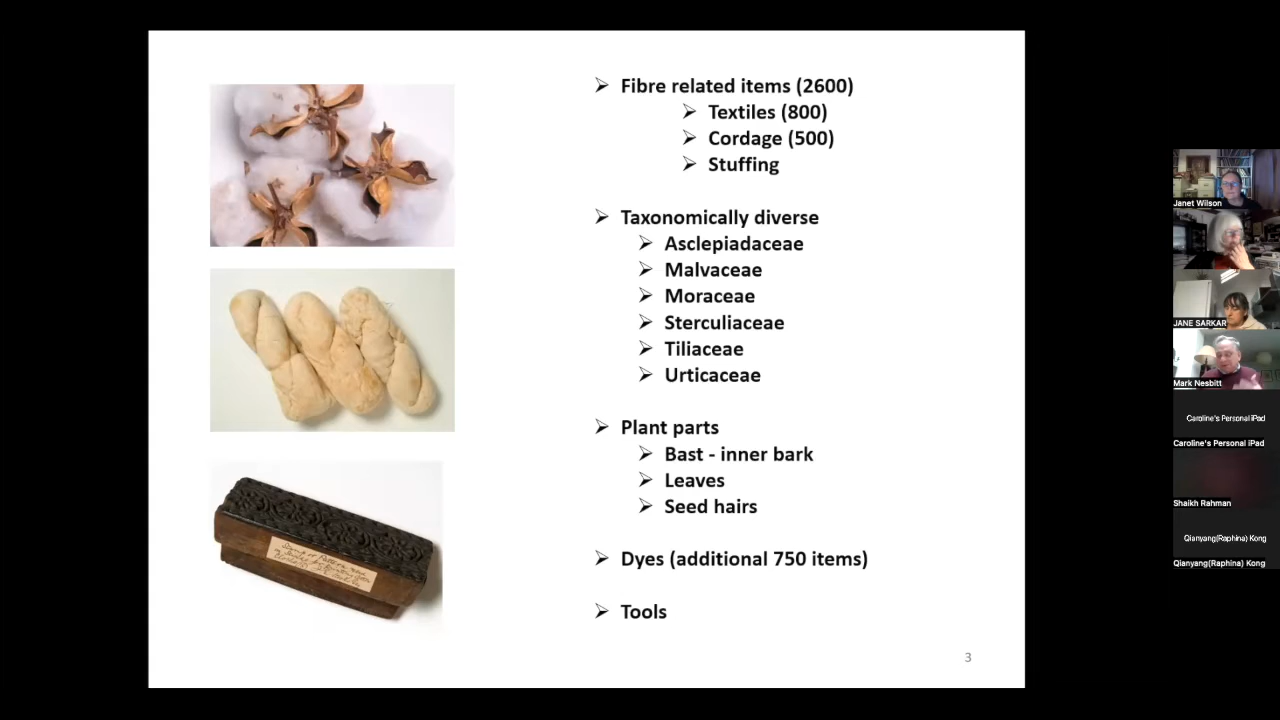 ➢ Fibre related items (2600)
➢ Textiles (800)
➢ Cordage (500)
➢ Stuffing
➢ Taxonomically diverse
➢ Asclepiadaceae
➢ Malvaceae
➢ Moraceae
➢ Sterculiaceae
➢ Tiliaceae
➢ Urticaceae
➢ Plant parts
➢ Bast - inner bark
➢ Leaves
➢ Seed hairs
➢ Dyes (additional 750 items)
➢ Tools
3
Janet Wilson
JANE SARKAR
Mark Nesbitt
Caroline's Personal iPad
Caroline's Personal iPad
Shaikh Rahman
Qianyang(Raphina) Kong
Qianyang(Raphina) Kong